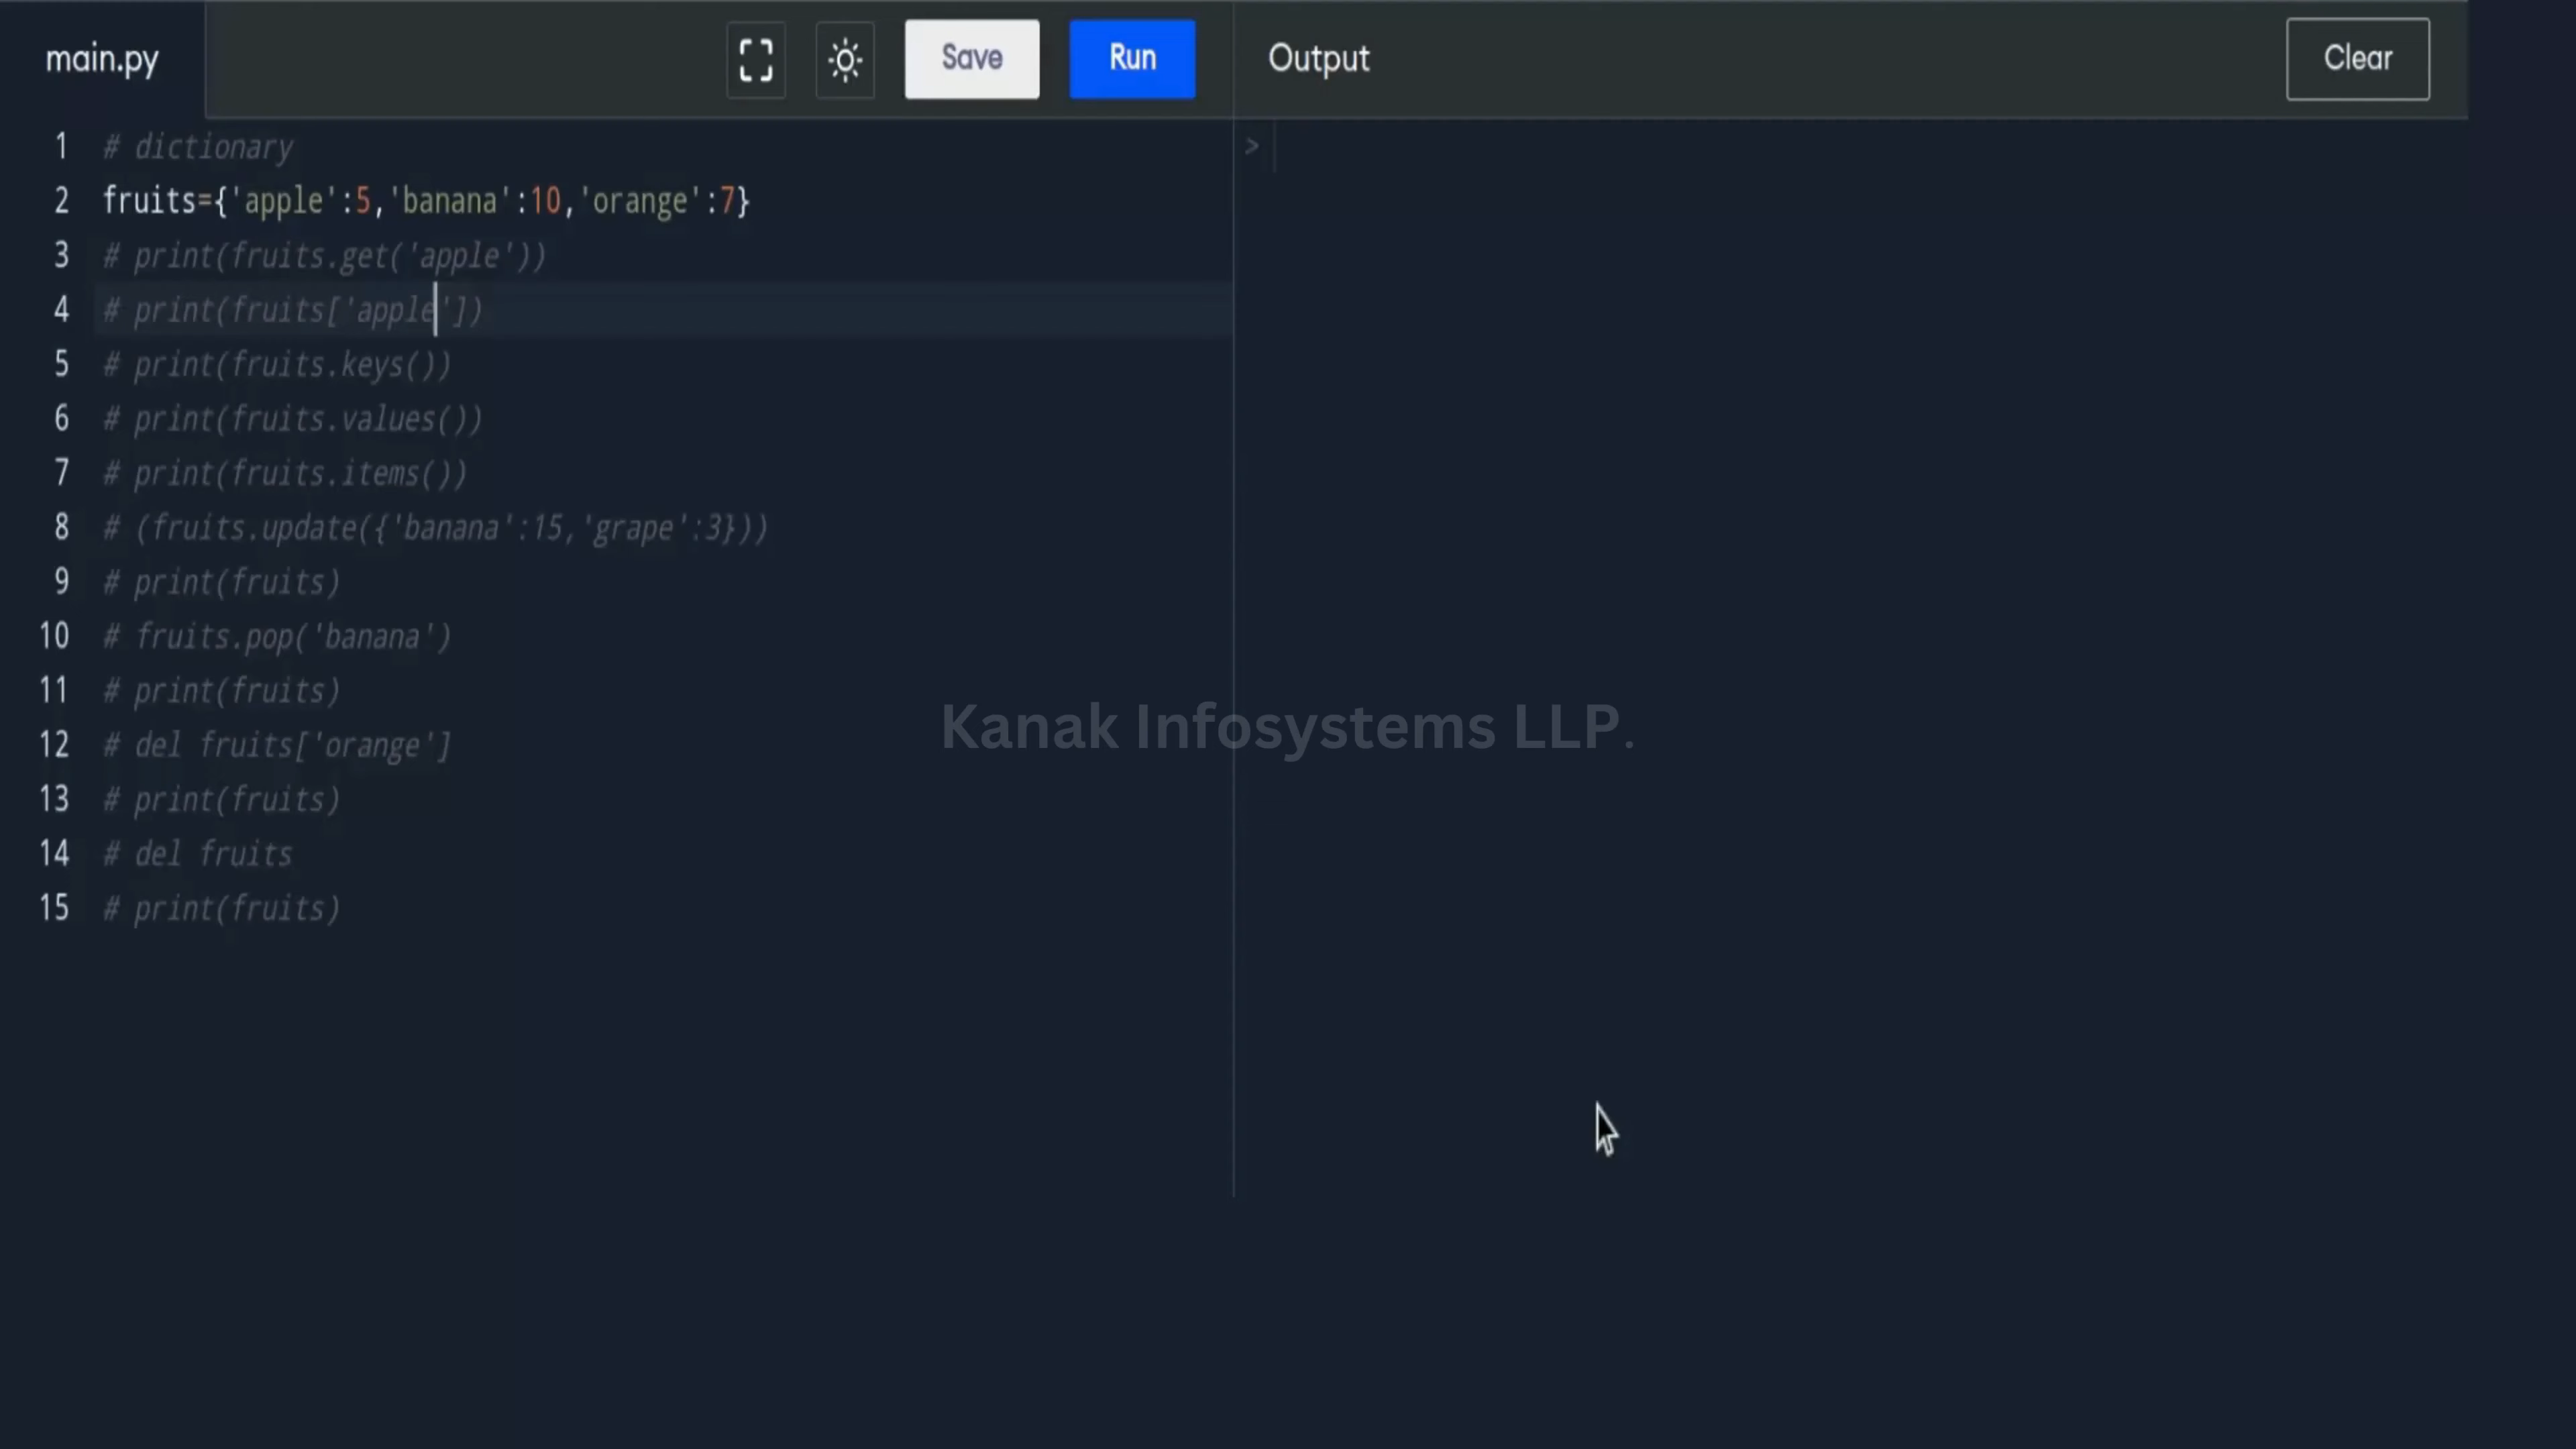 main.py
Save
Run
Output
Clear
1 # dictionary
2 fruits={'apple':5,'banana':10,'orange':7}
3 # print(fruits.get('apple'))
4 # print(fruits['apple'])
5 # print(fruits.keys())
6 # print(fruits.values())
7 # print(fruits.items())
8 # (fruits.update({'banana':15,'grape':3}))
9 # print(fruits)
10 # fruits.pop('banana')
11 # print(fruits)
12 # del fruits['orange']
13 # print(fruits)
14 # del fruits
15 # print(fruits)
>
Kanak Infosystems LLP.